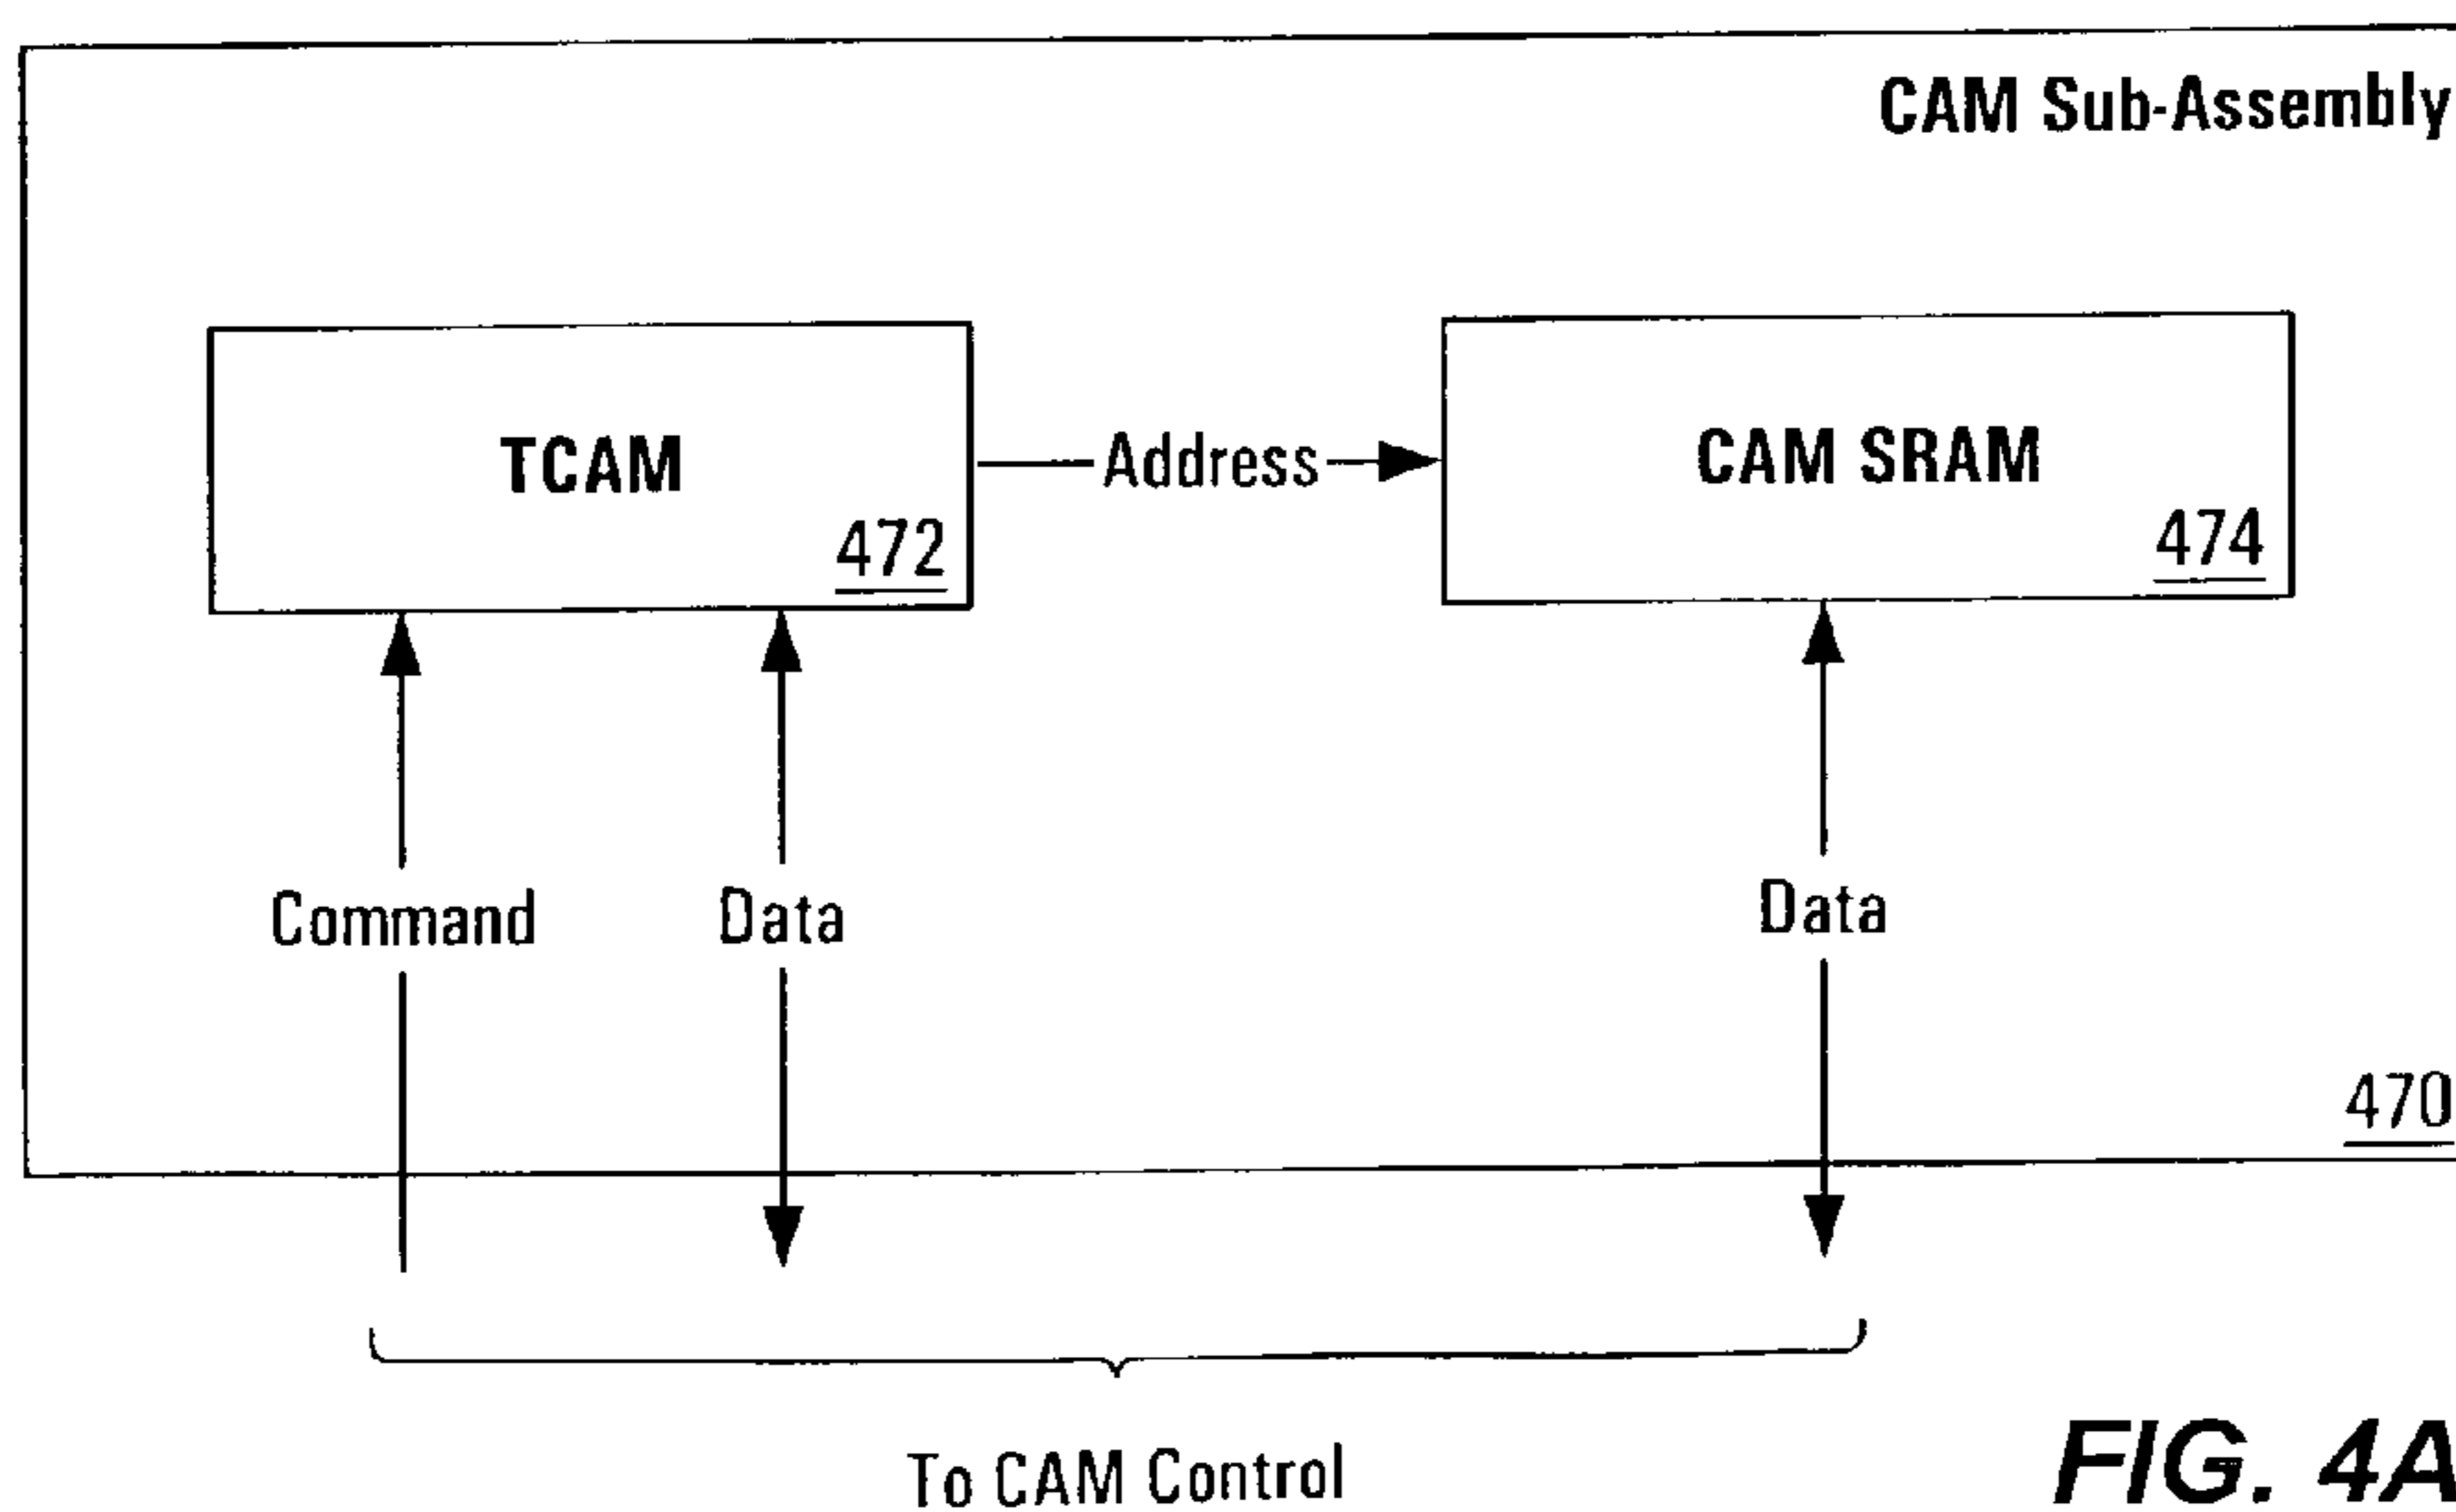 CAM Sub-Assembly
TCAM
472
Address
CAM SRAM
474
Command
Data
Data
470
To CAM Control
FIG. 4A